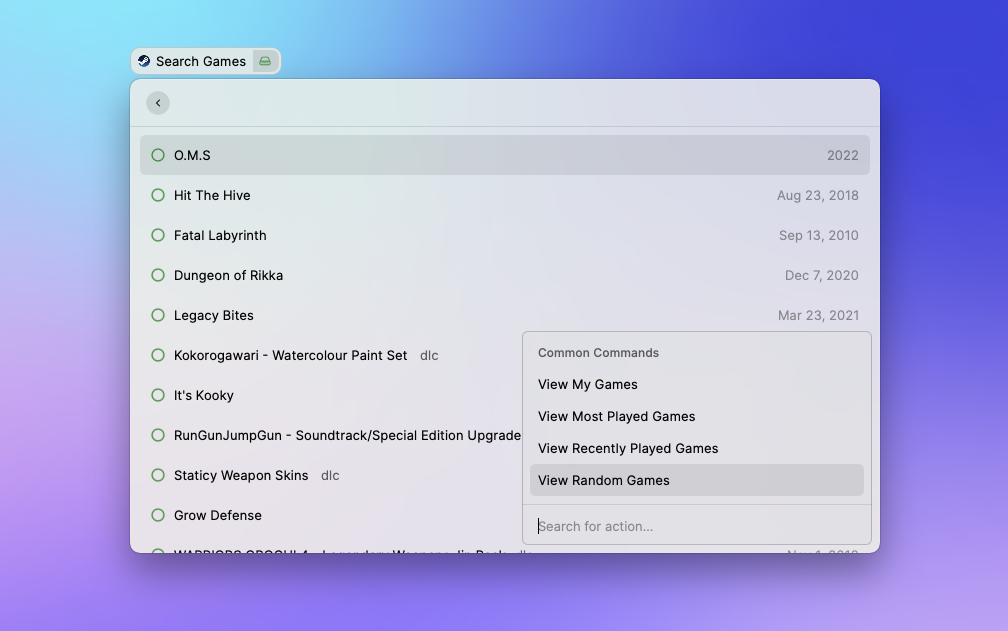 Search Games
O.M.S 2022
Hit The Hive Aug 23, 2018
Fatal Labyrinth Sep 13, 2010
Dungeon of Rikka Dec 7, 2020
Legacy Bites Mar 23, 2021
Kokorogawari - Watercolour Paint Set dlc
It's Kooky
RunGunJumpGun - Soundtrack/Special Edition Upgrade
Staticy Weapon Skins dlc
Grow Defense
Common Commands
View My Games
View Most Played Games
View Recently Played Games
View Random Games
Search for action...